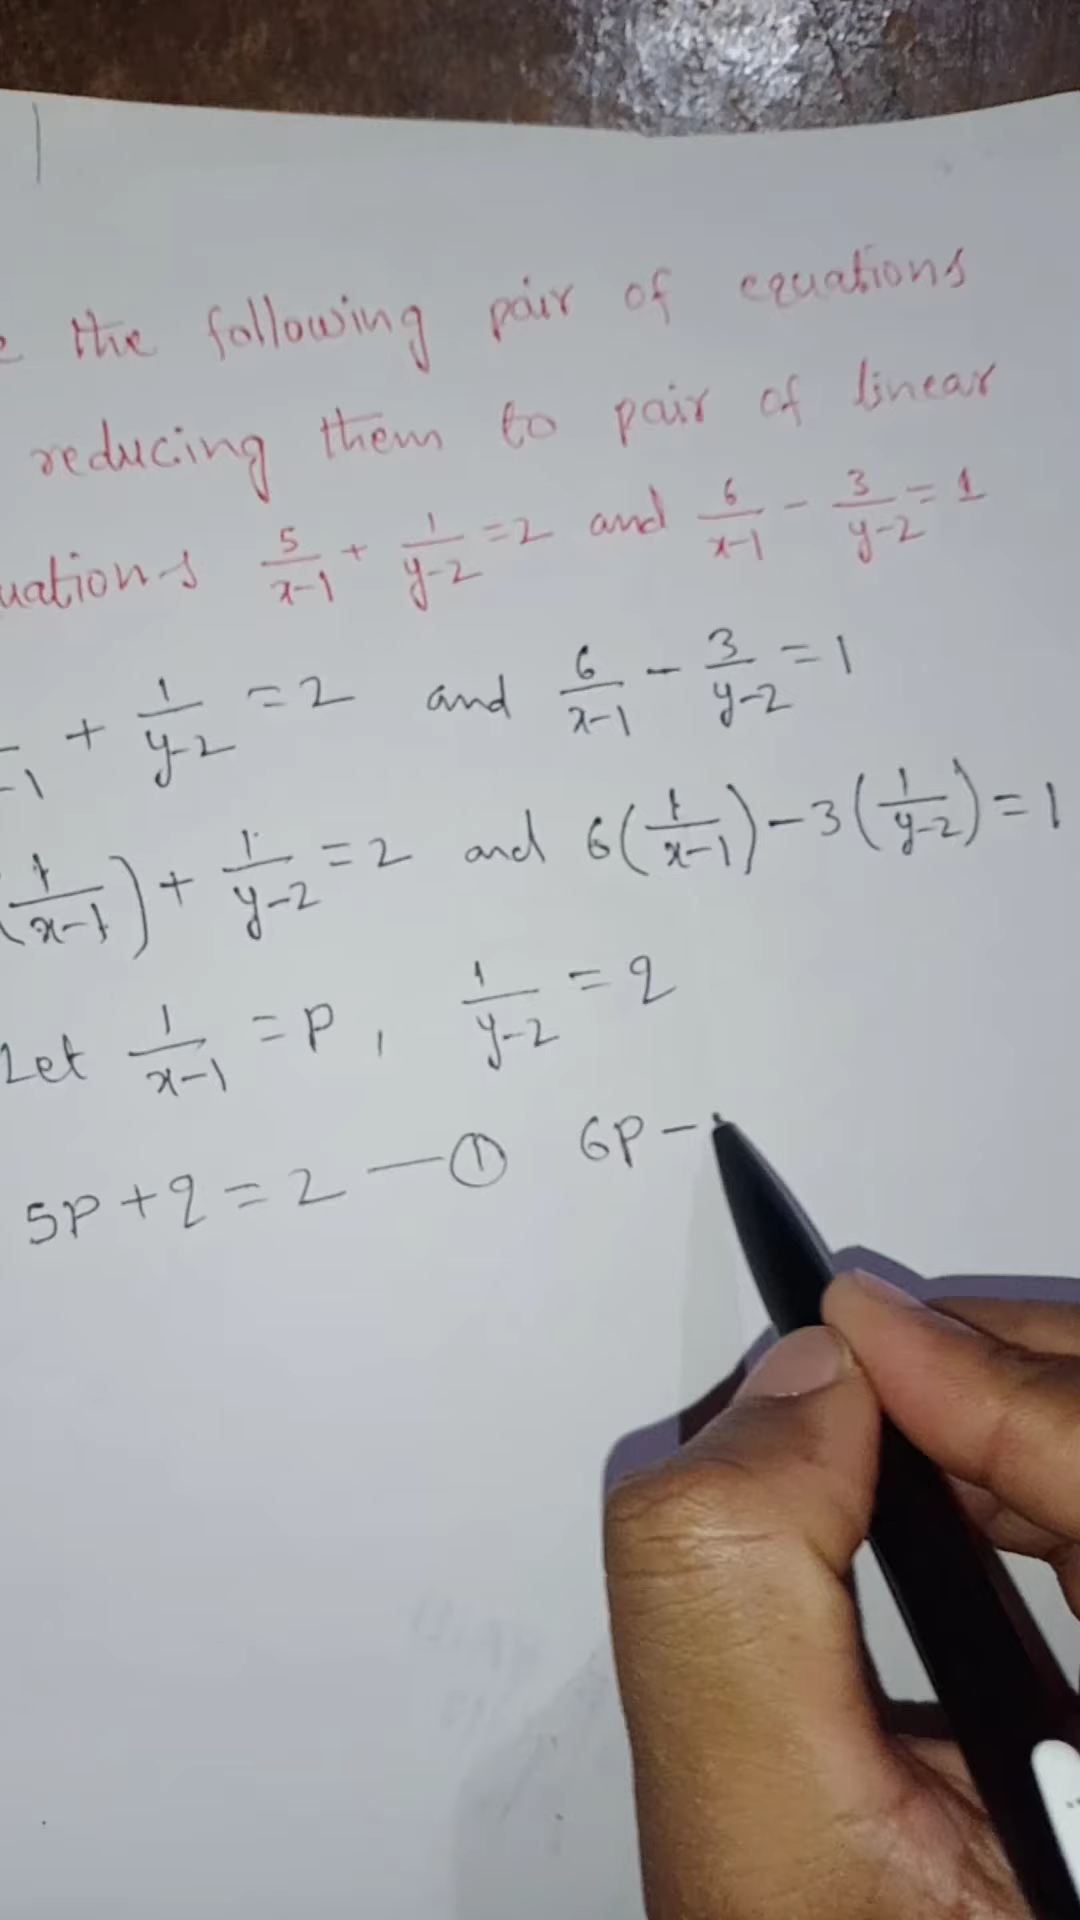 the following pair of equations
reducing them to pair of linear
uations 5/x-1 + 1/y-2 = 2 and 6/x-1 - 3/y-2 = 1
-1 + 1/y-2 = 2 and 6/x-1 - 3/y-2 = 1
(1/x-1) + 1/y-2 = 2 and 6(1/x-1) - 3(1/y-2) = 1
Let 1/x-1 = P, 1/y-2 = q
5P + q = 2 — ① 6P -